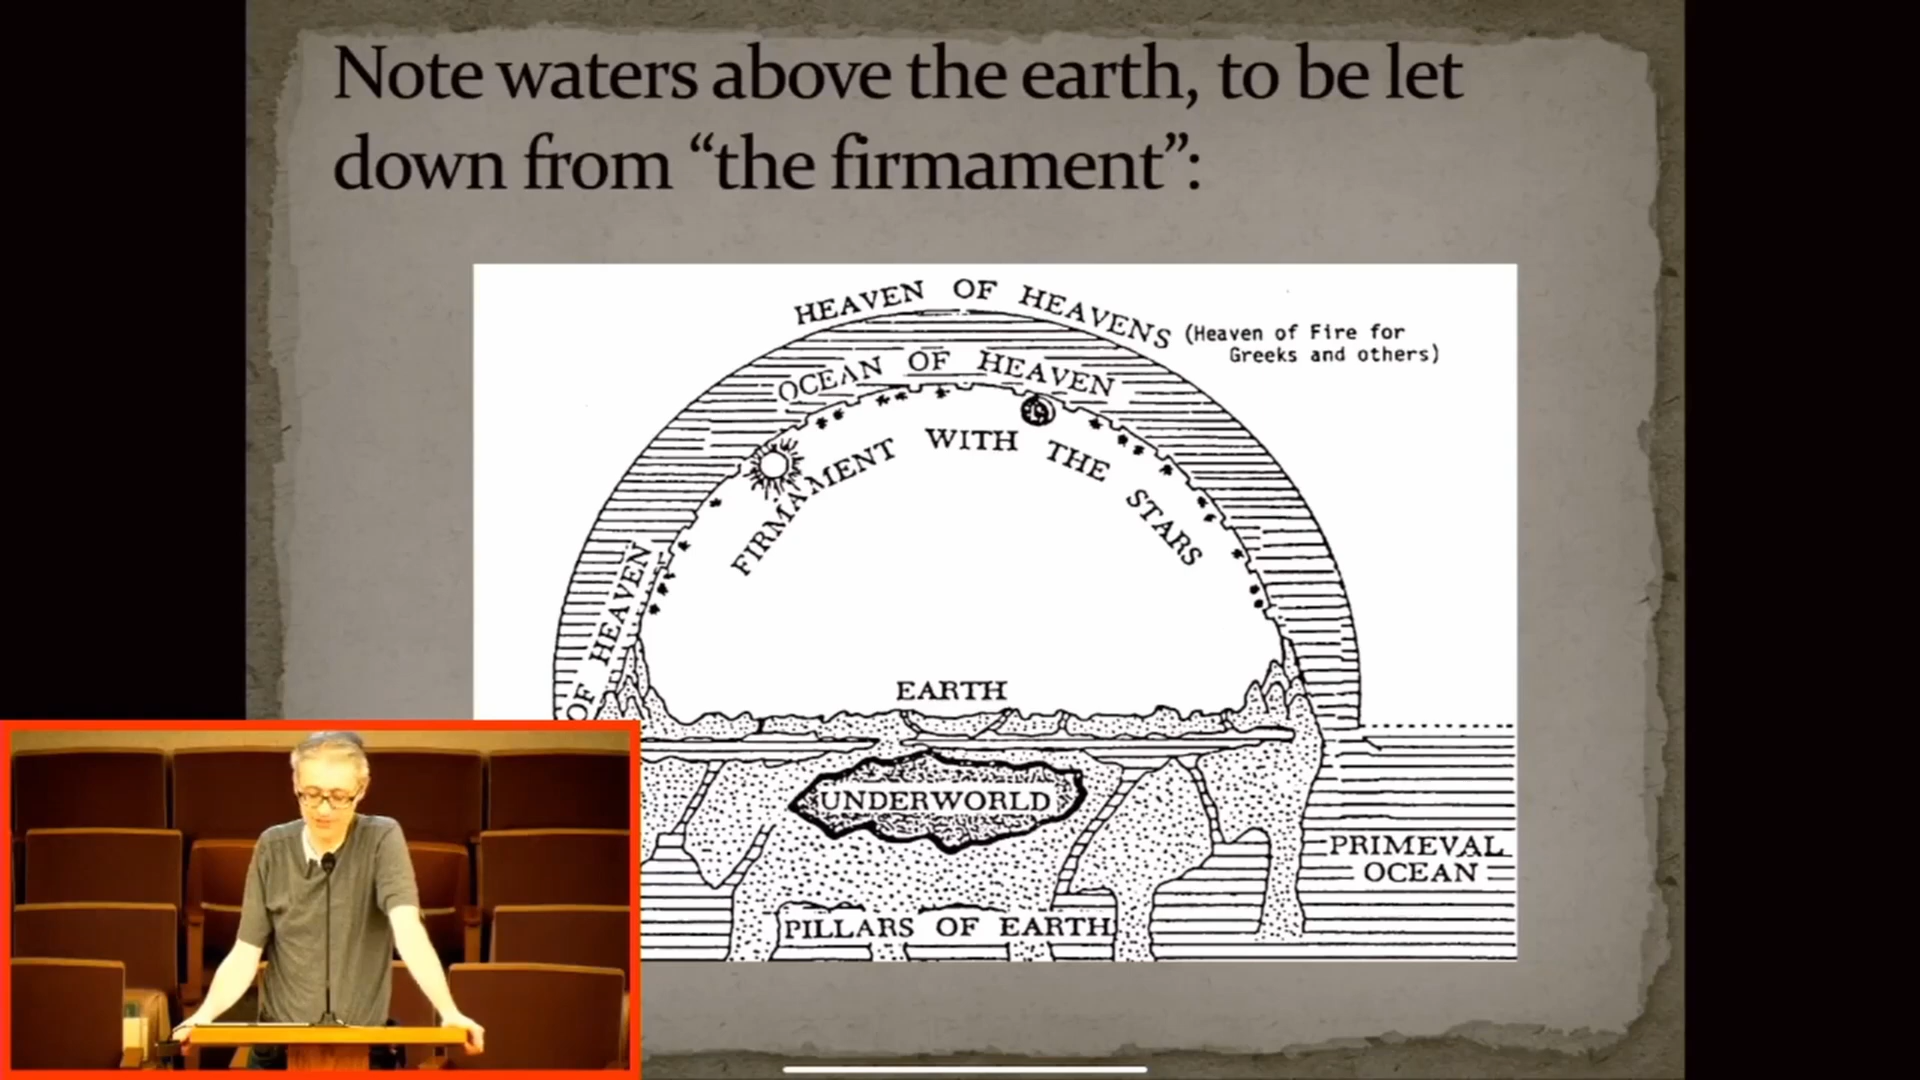 Note waters above the earth, to be let
down from “the firmament”:
HEAVEN OF HEAVENS
(Heaven of Fire for
Greeks and others)
OCEAN OF HEAVEN
FIRMAMENT WITH THE STARS
OF HEAVEN
EARTH
UNDERWORLD
PRIMEVAL
OCEAN
PILLARS OF EARTH